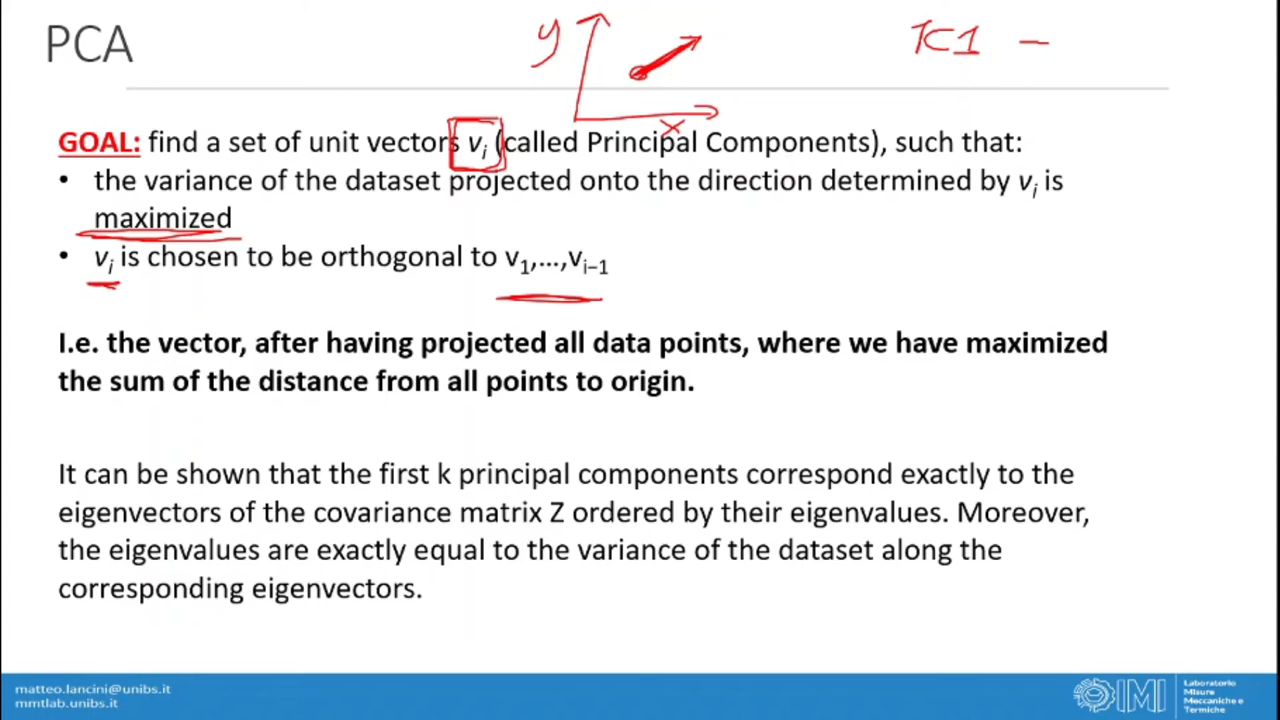 PCA
y
x
GOAL: find a set of unit vectors vi (called Principal Components), such that:
• the variance of the dataset projected onto the direction determined by vi is
maximized
• vi is chosen to be orthogonal to v1,...,vi−1
I.e. the vector, after having projected all data points, where we have maximized
the sum of the distance from all points to origin.
It can be shown that the first k principal components correspond exactly to the
eigenvectors of the covariance matrix Z ordered by their eigenvalues. Moreover,
the eigenvalues are exactly equal to the variance of the dataset along the
corresponding eigenvectors.
matteo.lancini@unibs.it
mmtlab.unibs.it
IMI
Laboratorio
Misure
Meccaniche e
Termiche